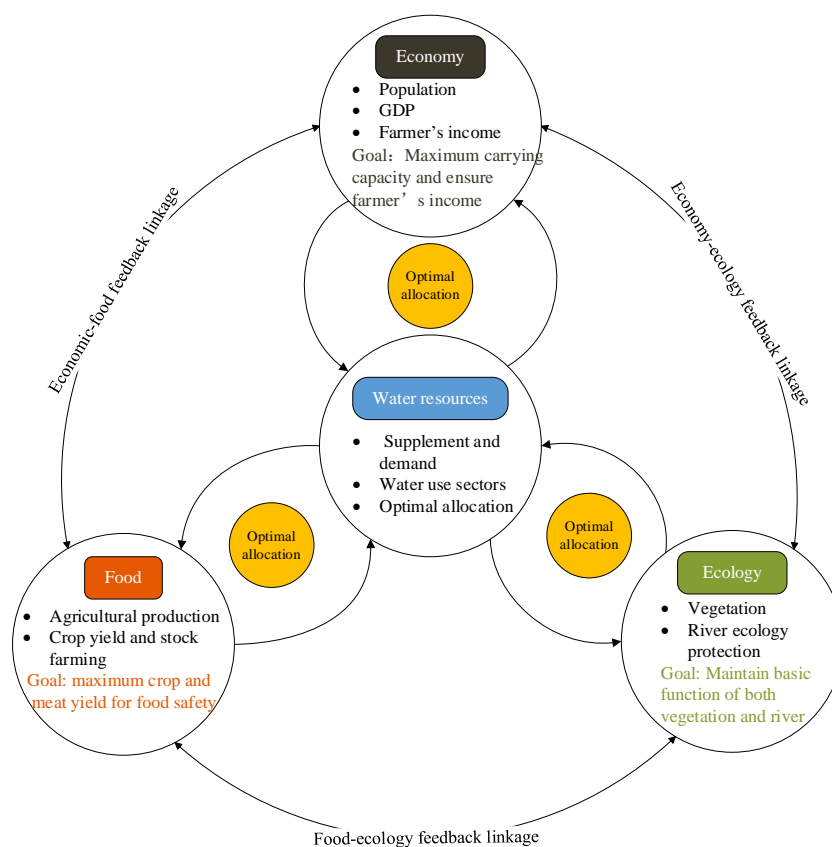 Economy
• Population
• GDP
• Farmer's income
Goal：Maximum carrying
capacity and ensure
farmer’s income
Economic-food feedback linkage
Economy-ecology feedback linkage
Optimal
allocation
Water resources
• Supplement and
demand
• Water use sectors
• Optimal allocation
Optimal
allocation
Optimal
allocation
Food
• Agricultural production
• Crop yield and stock
farming
Goal: maximum crop and
meat yield for food safety
Ecology
• Vegetation
• River ecology
protection
Goal: Maintain basic
function of both
vegetation and river
Food-ecology feedback linkage